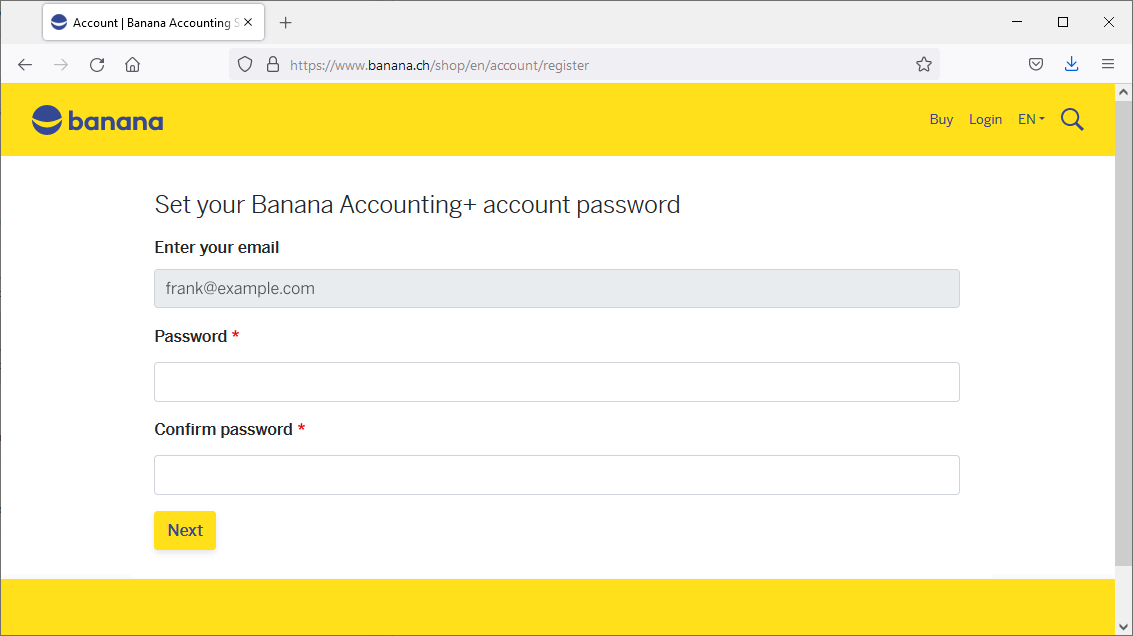 Account | Banana Accounting S
https://www.banana.ch/shop/en/account/register
banana
Buy Login EN
Set your Banana Accounting+ account password
Enter your email
frank@example.com
Password *
Confirm password *
Next